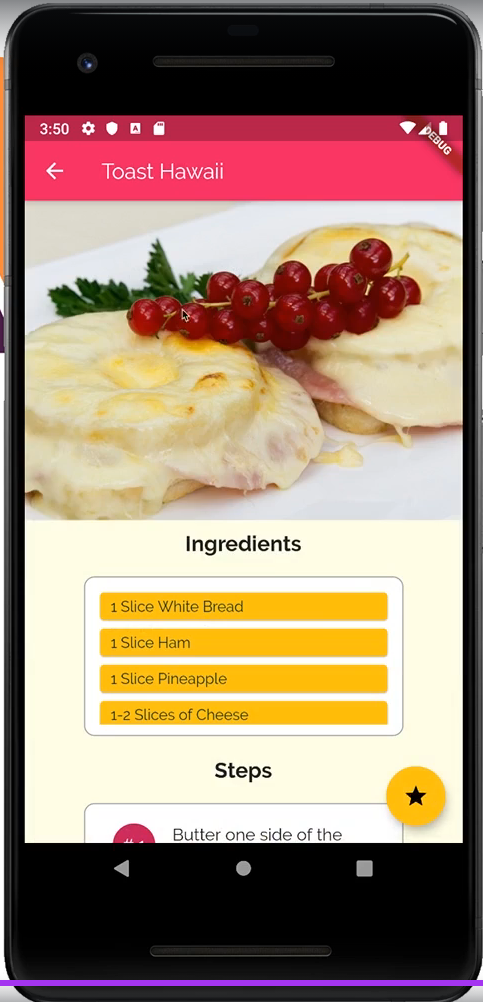 3:50
DEBUG
Toast Hawaii
Ingredients
1 Slice White Bread
1 Slice Ham
1 Slice Pineapple
1-2 Slices of Cheese
Steps
Butter one side of the